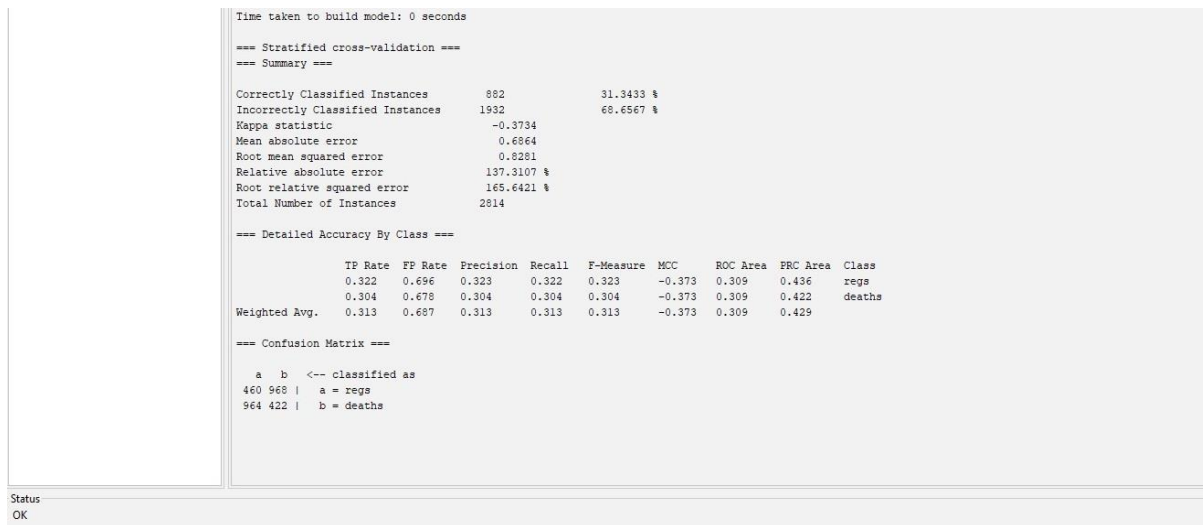 Time taken to build model: 0 seconds
=== Stratified cross-validation ===
=== Summary ===
Correctly Classified Instances 882 31.3433 %
Incorrectly Classified Instances 1932 68.6567 %
Kappa statistic -0.3734
Mean absolute error 0.6864
Root mean squared error 0.8281
Relative absolute error 137.3107 %
Root relative squared error 165.6421 %
Total Number of Instances 2814
=== Detailed Accuracy By Class ===
TP Rate FP Rate Precision Recall F-Measure MCC ROC Area PRC Area Class
0.322 0.696 0.323 0.322 0.323 -0.373 0.309 0.436 regs
0.304 0.678 0.304 0.304 0.304 -0.373 0.309 0.422 deaths
Weighted Avg. 0.313 0.687 0.313 0.313 0.313 -0.373 0.309 0.429
=== Confusion Matrix ===
a b <-- classified as
460 968 | a = regs
964 422 | b = deaths
Status
OK